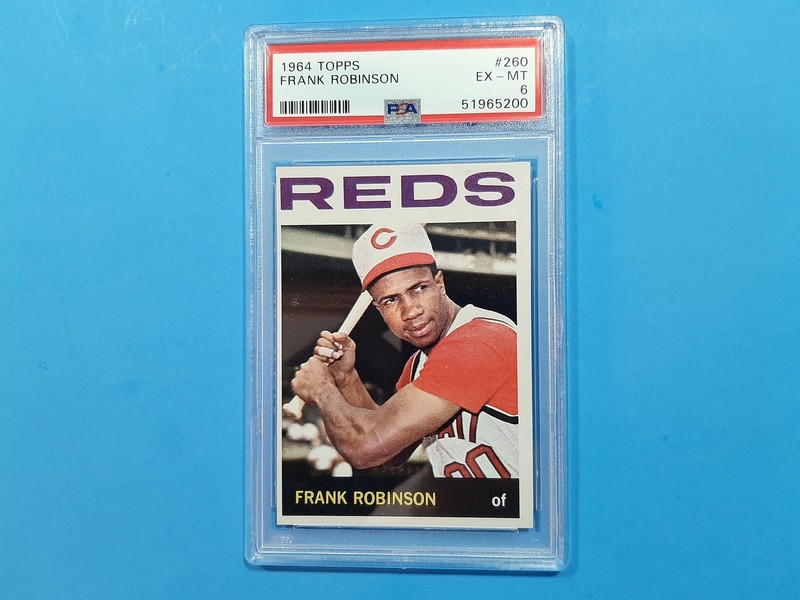 1964 TOPPS #260
FRANK ROBINSON EX - MT
6
PSA 51965200
REDS
C
FRANK ROBINSON of